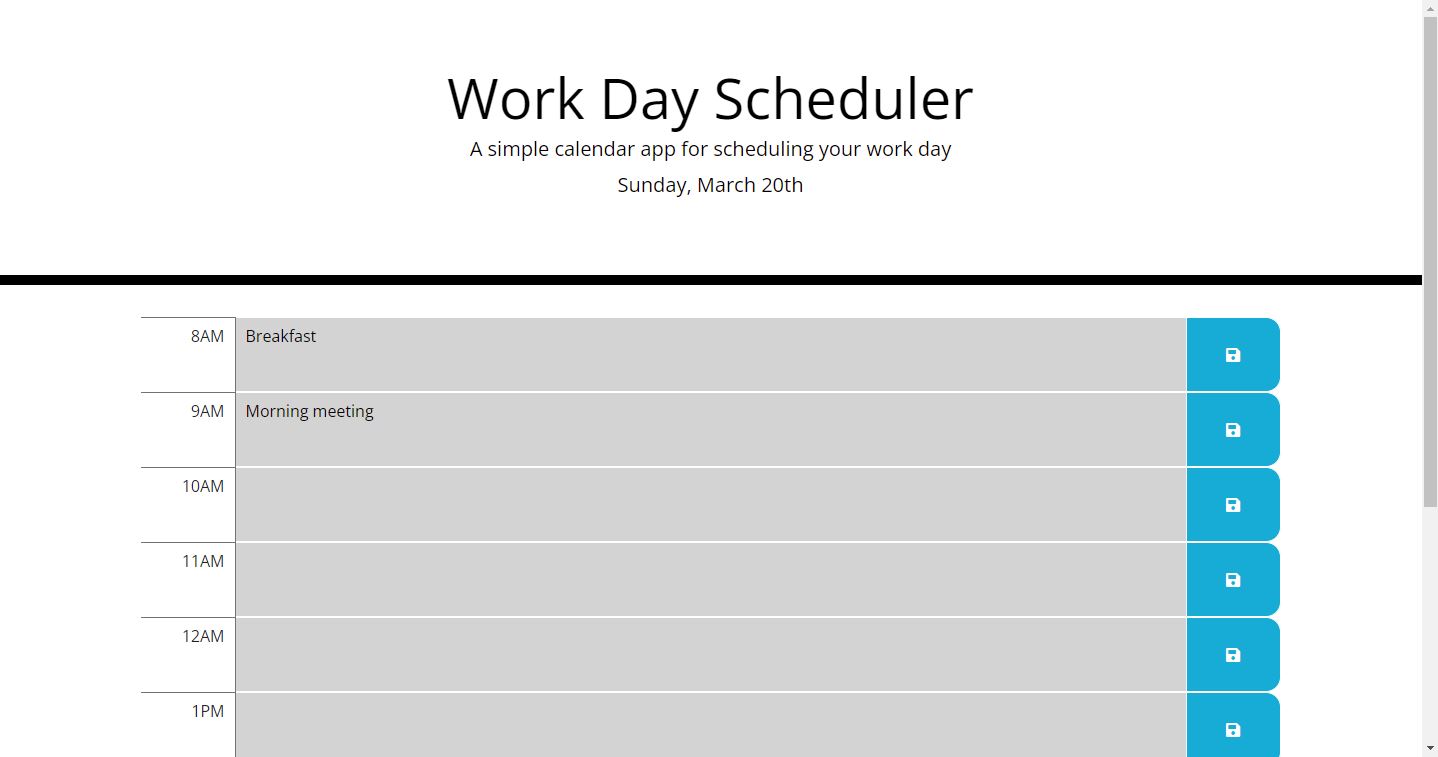 Work Day Scheduler
A simple calendar app for scheduling your work day
Sunday, March 20th
8AM Breakfast
9AM Morning meeting
10AM
11AM
12AM
1PM